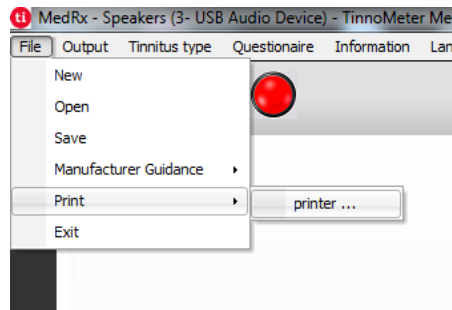 ti MedRx - Speakers (3- USB Audio Device) - TinnoMeter Me
File Output Tinnitus type Questionaire Information Lan
New
Open
Save
Manufacturer Guidance
Print printer ...
Exit